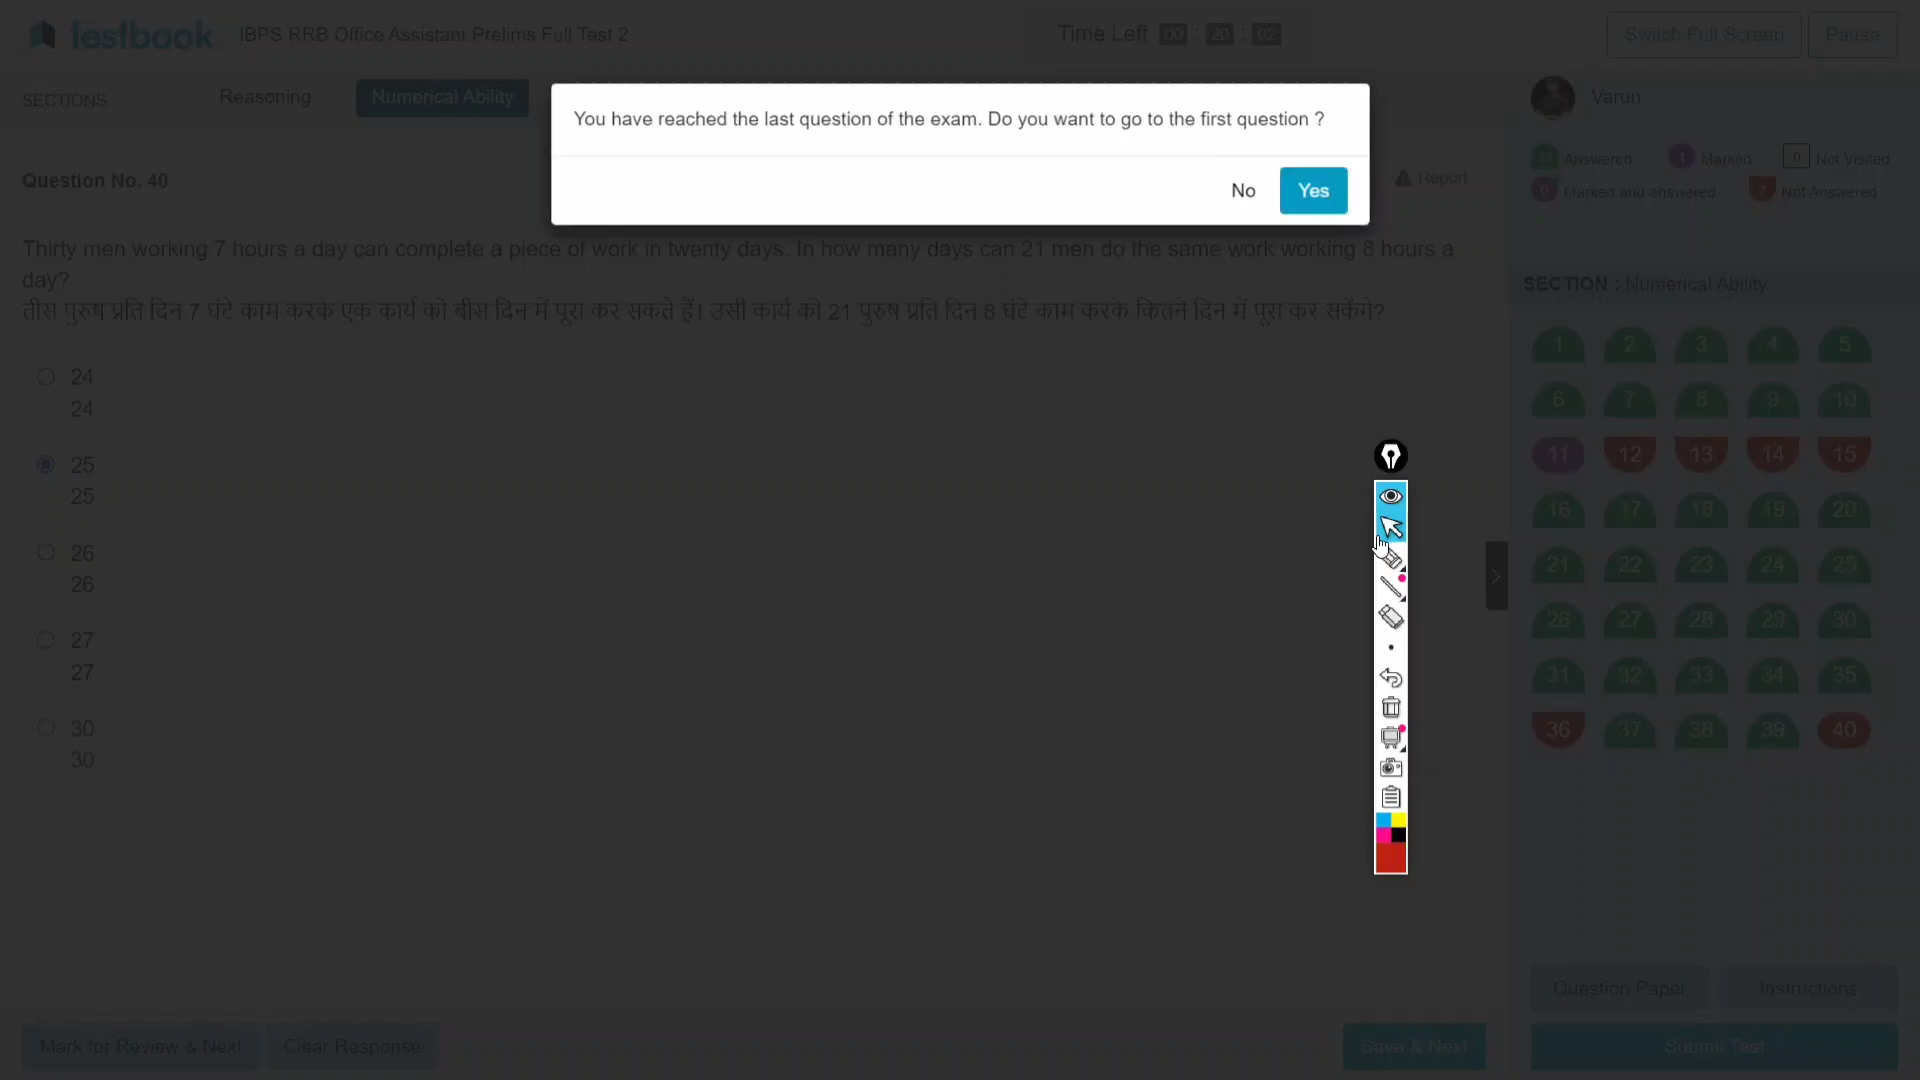 testbook
IBPS RRB Office Assistant Prelims Full Test 2
Time Left 00 : 20 :
Switch Full Screen
Pause
SECTIONS
Reasoning
Numerical Ability
You have reached the last question of the exam. Do you want to go to the first question ?
No
Yes
Varun
Answered
1 Marked
0 Not Visited
Marked and answered
Not Answered
Question No. 40
Report
Thirty men working 7 hours a day can complete a piece of work in twenty days. In how many days can 21 men do the same work working 8 hours a
day?
तीस पुरुष प्रति दिन 7 घंटे काम करके एक कार्य को बीस दिन में पूरा कर सकते हैं। उसी कार्य को 21 पुरुष प्रति दिन 8 घंटे काम करके कितने दिन में पूरा कर सकेंगे?
24
24
25
25
26
26
27
27
30
30
SECTION : Numerical Ability
1 2 3 4 5
6 7 8 9 10
11 12 13 14 15
16 17 18 19 20
21 22 23 24 25
26 27 28 29 30
31 32 33 34 35
36 37 38 39 40
Question Paper
Instructions
Mark for Review & Next
Clear Response
Save & Next
Submit Test